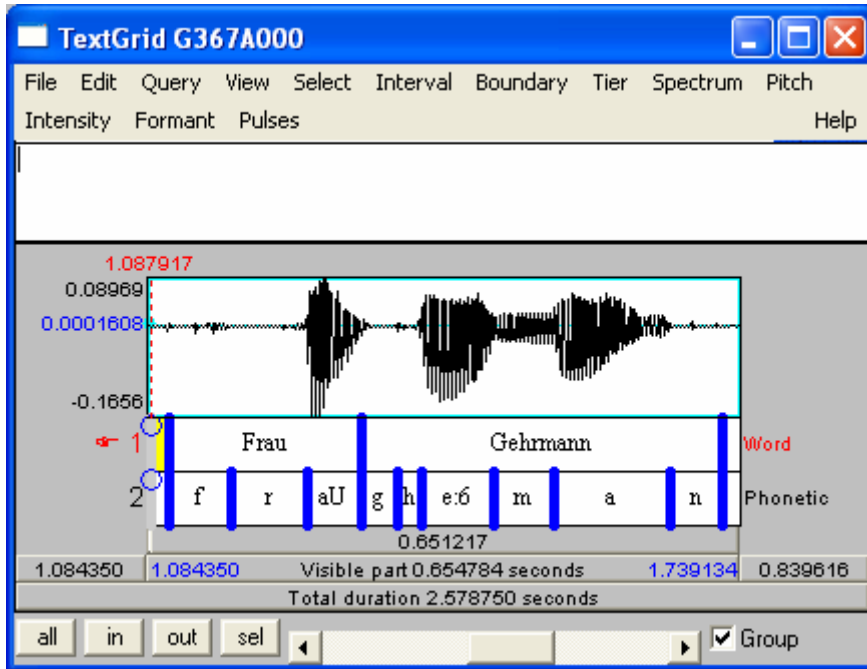 TextGrid G367A000
File Edit Query View Select Interval Boundary Tier Spectrum Pitch
Intensity Formant Pulses Help
1.087917
0.08969
0.0001608
-0.1656
1 Frau Gehrmann Word
2 f r aU g h e:6 m a n Phonetic
0.651217
1.084350 1.084350 Visible part 0.654784 seconds 1.739134 0.839616
Total duration 2.578750 seconds
all in out sel Group